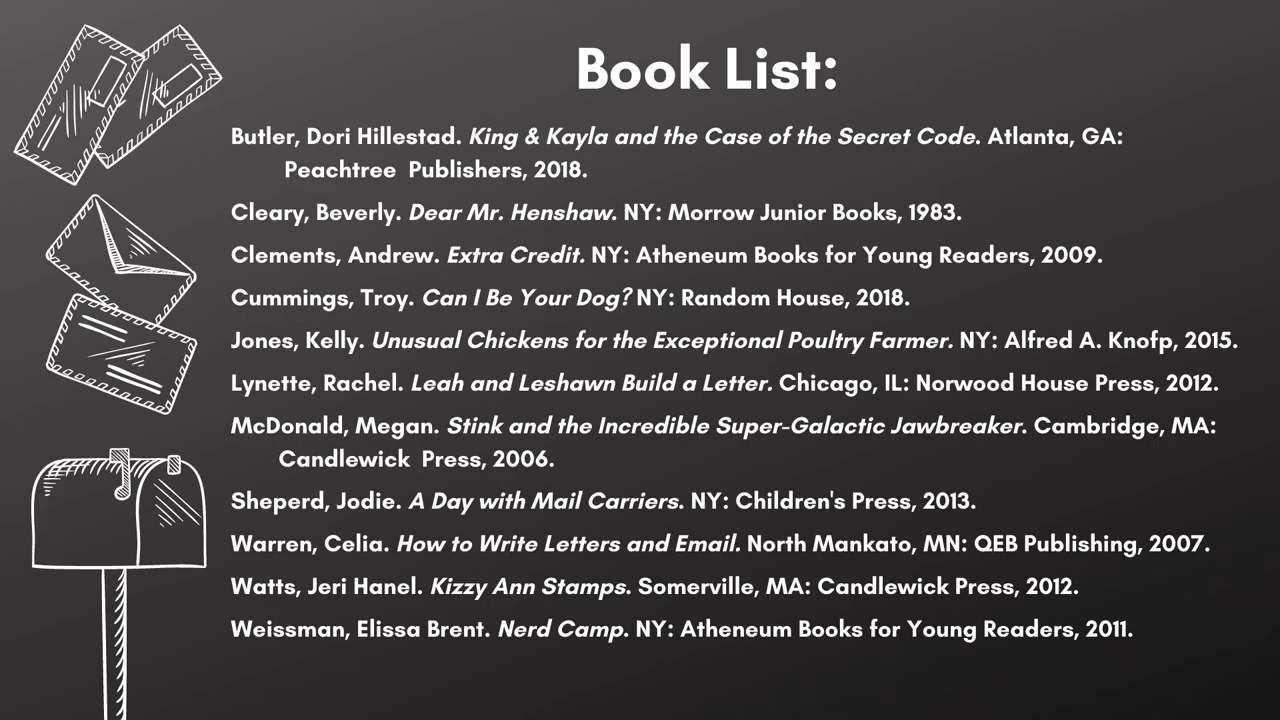 Book List:
Butler, Dori Hillestad. King & Kayla and the Case of the Secret Code. Atlanta, GA:
Peachtree Publishers, 2018.
Cleary, Beverly. Dear Mr. Henshaw. NY: Morrow Junior Books, 1983.
Clements, Andrew. Extra Credit. NY: Atheneum Books for Young Readers, 2009.
Cummings, Troy. Can I Be Your Dog? NY: Random House, 2018.
Jones, Kelly. Unusual Chickens for the Exceptional Poultry Farmer. NY: Alfred A. Knofp, 2015.
Lynette, Rachel. Leah and Leshawn Build a Letter. Chicago, IL: Norwood House Press, 2012.
McDonald, Megan. Stink and the Incredible Super-Galactic Jawbreaker. Cambridge, MA:
Candlewick Press, 2006.
Sheperd, Jodie. A Day with Mail Carriers. NY: Children's Press, 2013.
Warren, Celia. How to Write Letters and Email. North Mankato, MN: QEB Publishing, 2007.
Watts, Jeri Hanel. Kizzy Ann Stamps. Somerville, MA: Candlewick Press, 2012.
Weissman, Elissa Brent. Nerd Camp. NY: Atheneum Books for Young Readers, 2011.